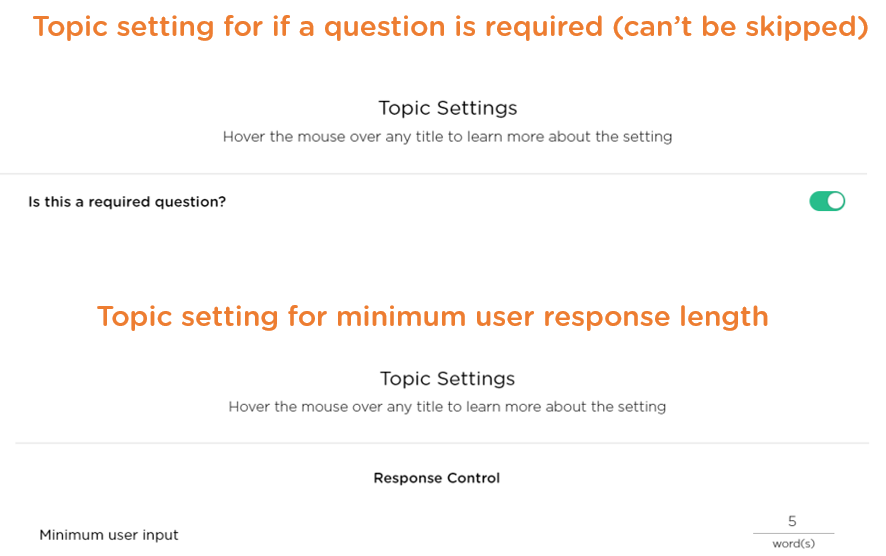 Topic setting for if a question is required (can’t be skipped)
Topic Settings
Hover the mouse over any title to learn more about the setting
Is this a required question?
Topic setting for minimum user response length
Topic Settings
Hover the mouse over any title to learn more about the setting
Response Control
Minimum user input
5
word(s)